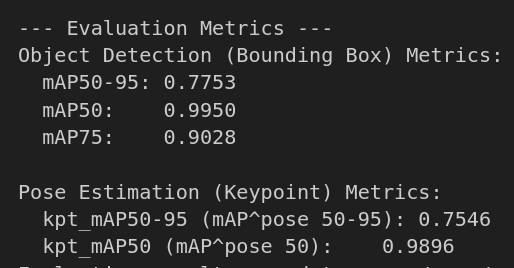 --- Evaluation Metrics ---
Object Detection (Bounding Box) Metrics:
mAP50-95: 0.7753
mAP50: 0.9950
mAP75: 0.9028
Pose Estimation (Keypoint) Metrics:
kpt_mAP50-95 (mAP^pose 50-95): 0.7546
kpt_mAP50 (mAP^pose 50): 0.9896